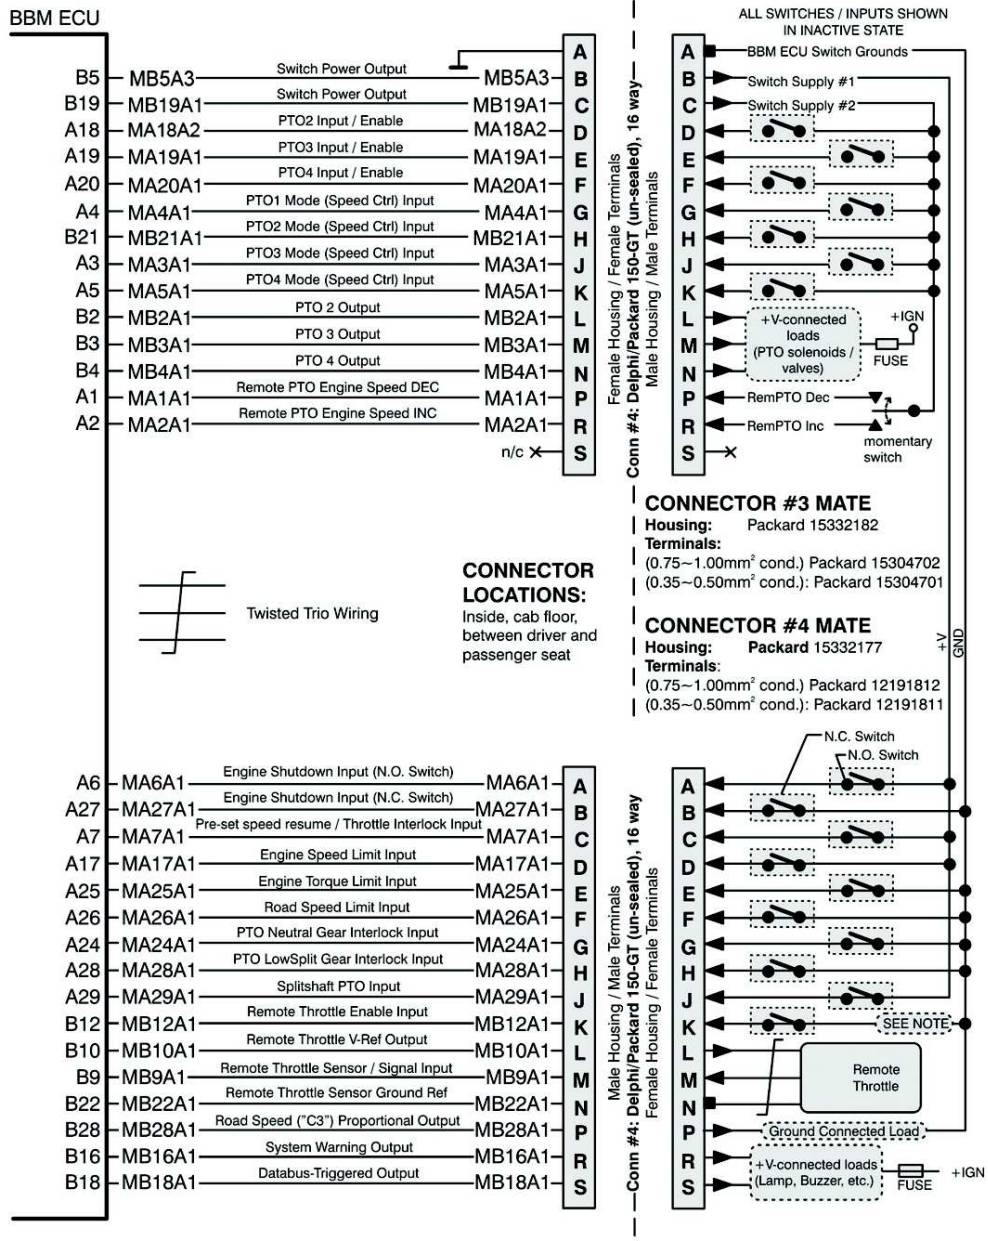 BBM ECU
ALL SWITCHES / INPUTS SHOWN
IN INACTIVE STATE
A A BBM ECU Switch Grounds
B5 MB5A3 Switch Power Output MB5A3 B B Switch Supply #1
B19 MB19A1 Switch Power Output MB19A1 C C Switch Supply #2
A18 MA18A2 PTO2 Input / Enable MA18A2 D D
A19 MA19A1 PTO3 Input / Enable MA19A1 E E
A20 MA20A1 PTO4 Input / Enable MA20A1 F F
A4 MA4A1 PTO1 Mode (Speed Ctrl) Input MA4A1 G G
B21 MB21A1 PTO2 Mode (Speed Ctrl) Input MB21A1 H H
A3 MA3A1 PTO3 Mode (Speed Ctrl) Input MA3A1 J J
A5 MA5A1 PTO4 Mode (Speed Ctrl) Input MA5A1 K K
B2 MB2A1 PTO 2 Output MB2A1 L L
B3 MB3A1 PTO 3 Output MB3A1 M M
B4 MB4A1 PTO 4 Output MB4A1 N N
+V-connected
loads
(PTO solenoids /
valves)
+IGN
FUSE
A1 MA1A1 Remote PTO Engine Speed DEC MA1A1 P P RemPTO Dec
A2 MA2A1 Remote PTO Engine Speed INC MA2A1 R R RemPTO Inc
n/c S S
momentary
switch
Female Housing / Female Terminals
Conn #4: Delphi/Packard 150-GT (un-sealed), 16 way
Male Housing / Male Terminals
CONNECTOR #3 MATE
Housing: Packard 15332182
Terminals:
(0.75~1.00mm² cond.) Packard 15304702
(0.35~0.50mm² cond.): Packard 15304701
CONNECTOR #4 MATE
Housing: Packard 15332177
Terminals:
(0.75~1.00mm² cond.) Packard 12191812
(0.35~0.50mm² cond.): Packard 12191811
+V
GND
Twisted Trio Wiring
CONNECTOR
LOCATIONS:
Inside, cab floor,
between driver and
passenger seat
N.C. Switch
N.O. Switch
A6 MA6A1 Engine Shutdown Input (N.O. Switch) MA6A1 A A
A27 MA27A1 Engine Shutdown Input (N.C. Switch) MA27A1 B B
A7 MA7A1 Pre-set speed resume / Throttle Interlock Input MA7A1 C C
A17 MA17A1 Engine Speed Limit Input MA17A1 D D
A25 MA25A1 Engine Torque Limit Input MA25A1 E E
A26 MA26A1 Road Speed Limit Input MA26A1 F F
A24 MA24A1 PTO Neutral Gear Interlock Input MA24A1 G G
A28 MA28A1 PTO LowSplit Gear Interlock Input MA28A1 H H
A29 MA29A1 Splitshaft PTO Input MA29A1 J J
B12 MB12A1 Remote Throttle Enable Input MB12A1 K K SEE NOTE
B10 MB10A1 Remote Throttle V-Ref Output MB10A1 L L
B9 MB9A1 Remote Throttle Sensor / Signal Input MB9A1 M M
B22 MB22A1 Remote Throttle Sensor Ground Ref MB22A1 N N
Remote
Throttle
B28 MB28A1 Road Speed ("C3") Proportional Output MB28A1 P P Ground Connected Load
B16 MB16A1 System Warning Output MB16A1 R R
B18 MB18A1 Databus-Triggered Output MB18A1 S S
+V-connected loads
(Lamp, Buzzer, etc.)
FUSE
+IGN
Male Housing / Male Terminals
Conn #4: Delphi/Packard 150-GT (un-sealed), 16 way
Female Housing / Female Terminals